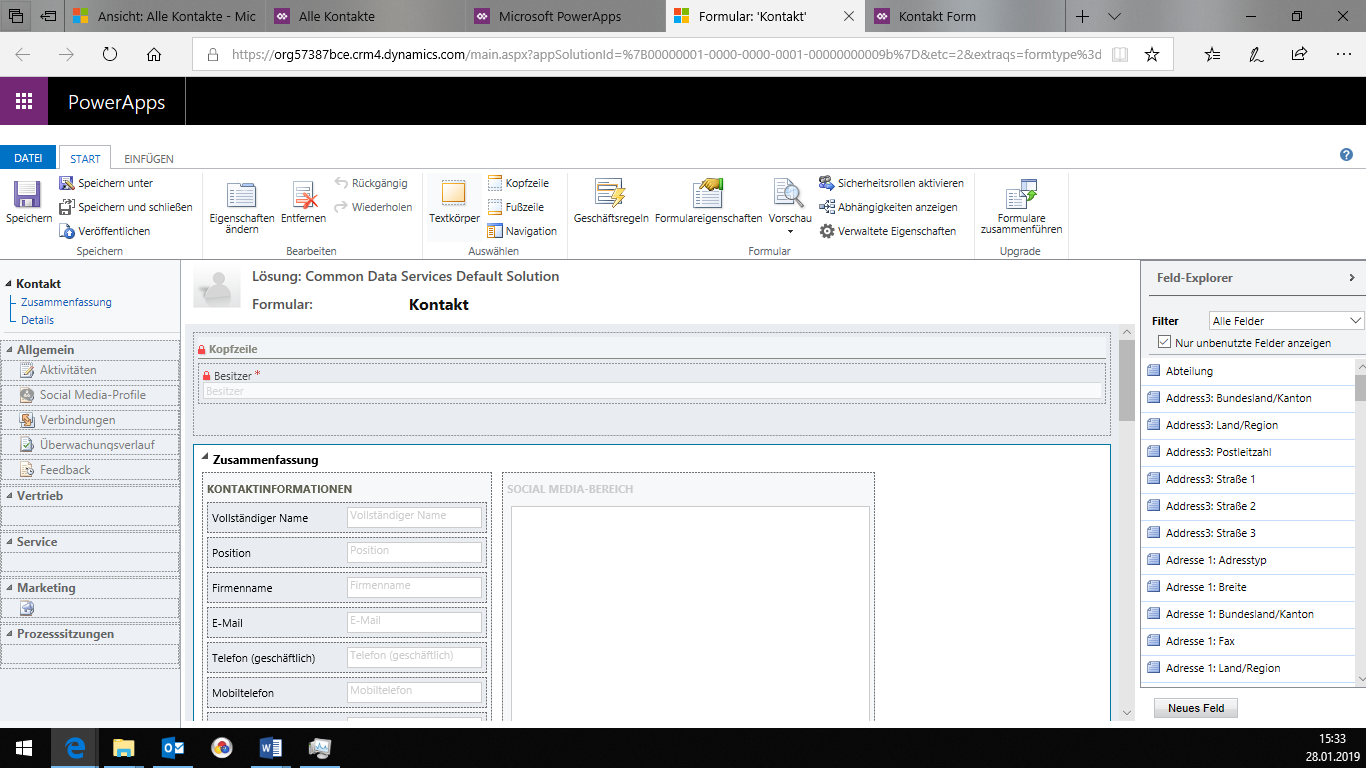 Ansicht: Alle Kontakte - Mic
Alle Kontakte
Microsoft PowerApps
Formular: 'Kontakt'
Kontakt Form
https://org57387bce.crm4.dynamics.com/main.aspx?appSolutionId=%7B00000001-0000-0000-0001-00000000009b%7D&etc=2&extraqs=formtype%3d
PowerApps
DATEI
START
EINFÜGEN
Speichern
Speichern unter
Speichern und schließen
Veröffentlichen
Speichern
Eigenschaften
ändern
Entfernen
Rückgängig
Wiederholen
Bearbeiten
Textkörper
Kopfzeile
Fußzeile
Navigation
Auswählen
Geschäftsregeln
Formulareigenschaften
Vorschau
Sicherheitsrollen aktivieren
Abhängigkeiten anzeigen
Verwaltete Eigenschaften
Formular
Formulare
zusammenführen
Upgrade
Kontakt
Zusammenfassung
Details
Allgemein
Aktivitäten
Social Media-Profile
Verbindungen
Überwachungsverlauf
Feedback
Vertrieb
Service
Marketing
Prozesssitzungen
Lösung: Common Data Services Default Solution
Formular: Kontakt
Kopfzeile
Besitzer *
Besitzer
Zusammenfassung
KONTAKTINFORMATIONEN
Vollständiger Name Vollständiger Name
Position Position
Firmenname Firmenname
E-Mail E-Mail
Telefon (geschäftlich) Telefon (geschäftlich)
Mobiltelefon Mobiltelefon
SOCIAL MEDIA-BEREICH
Feld-Explorer
Filter Alle Felder
Nur unbenutzte Felder anzeigen
Abteilung
Address3: Bundesland/Kanton
Address3: Land/Region
Address3: Postleitzahl
Address3: Straße 1
Address3: Straße 2
Address3: Straße 3
Adresse 1: Adresstyp
Adresse 1: Breite
Adresse 1: Bundesland/Kanton
Adresse 1: Fax
Adresse 1: Land/Region
Neues Feld
15:33
28.01.2019